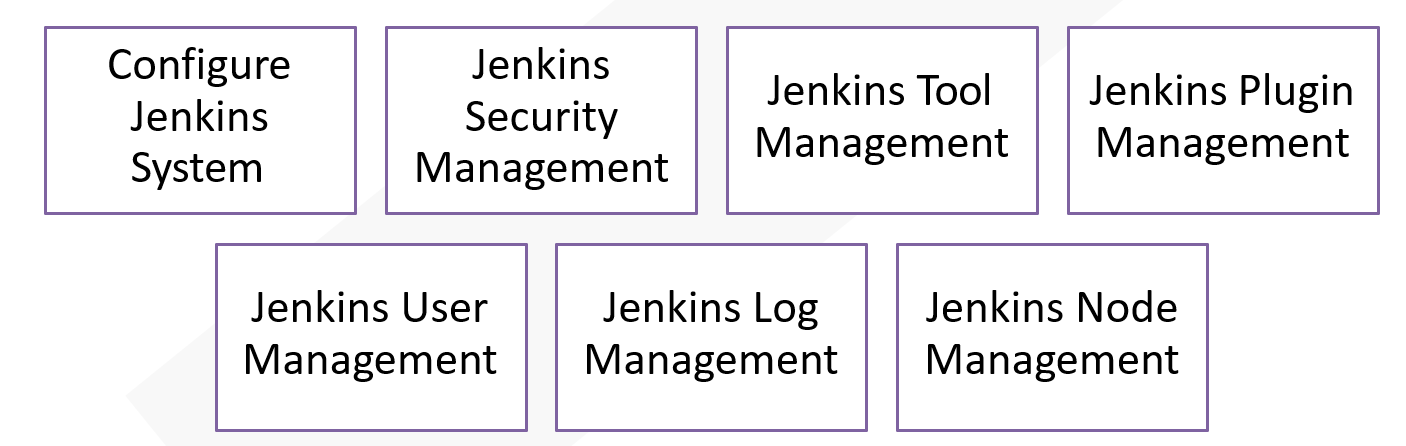 Configure
Jenkins
System
Jenkins
Security
Management
Jenkins Tool
Management
Jenkins Plugin
Management
Jenkins User
Management
Jenkins Log
Management
Jenkins Node
Management